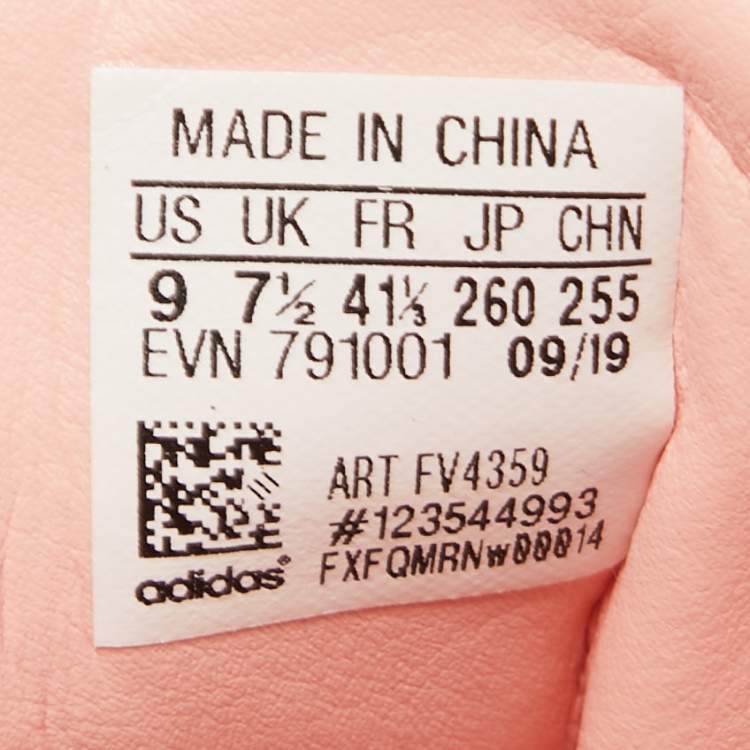 MADE IN CHINA
US UK FR JP CHN
9 7½ 41⅓ 260 255
EVN 791001 09/19
ART FV4359
#123544993
FXFQMRNw00014
adidas®